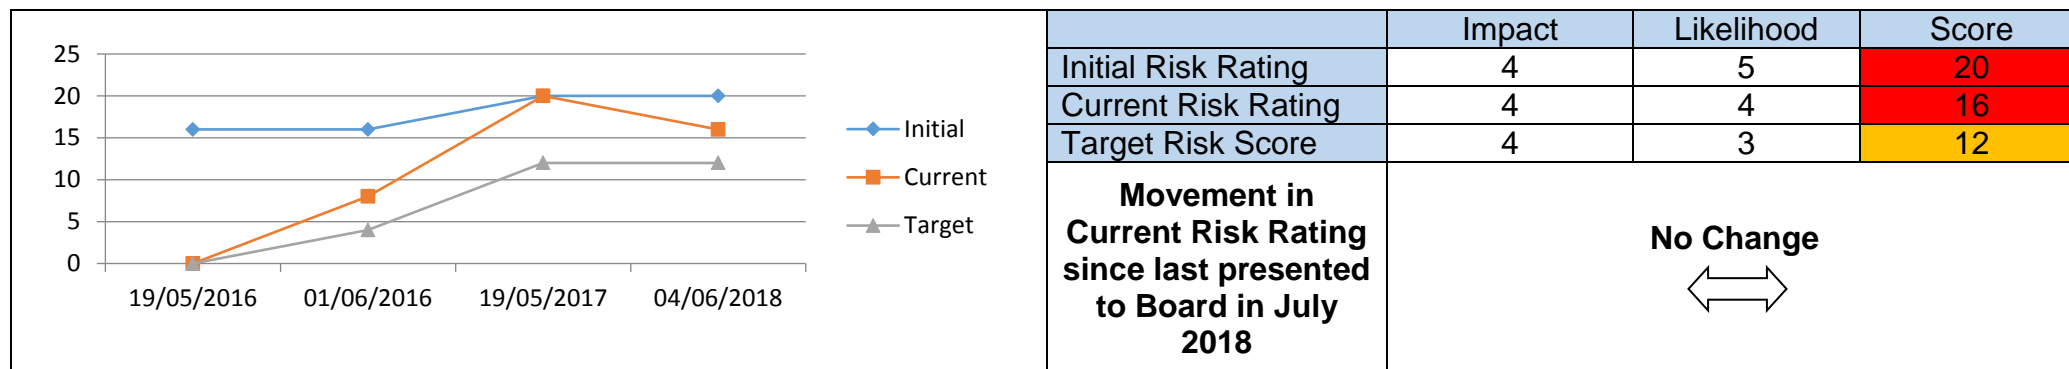 25
20
15
10
5
0
19/05/2016 01/06/2016 19/05/2017 04/06/2018
Initial
Current
Target
Impact Likelihood Score
Initial Risk Rating 4 5 20
Current Risk Rating 4 4 16
Target Risk Score 4 3 12
Movement in
Current Risk Rating
since last presented
to Board in July
2018
No Change